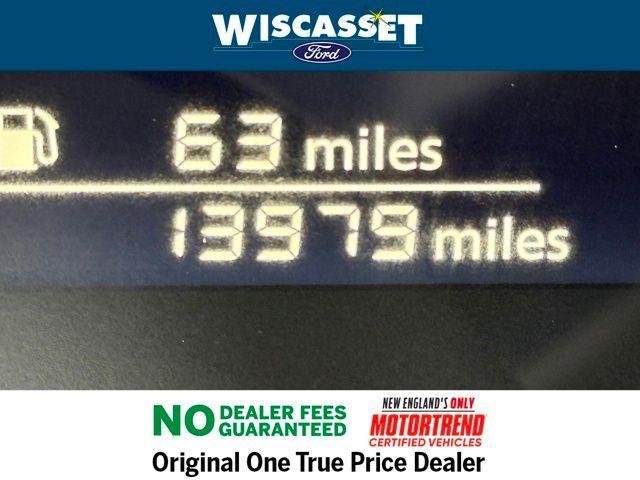 WISCASSET
Ford
63 miles
13979 miles
NO DEALER FEES
GUARANTEED
NEW ENGLAND'S ONLY
MOTORTREND
CERTIFIED VEHICLES
Original One True Price Dealer